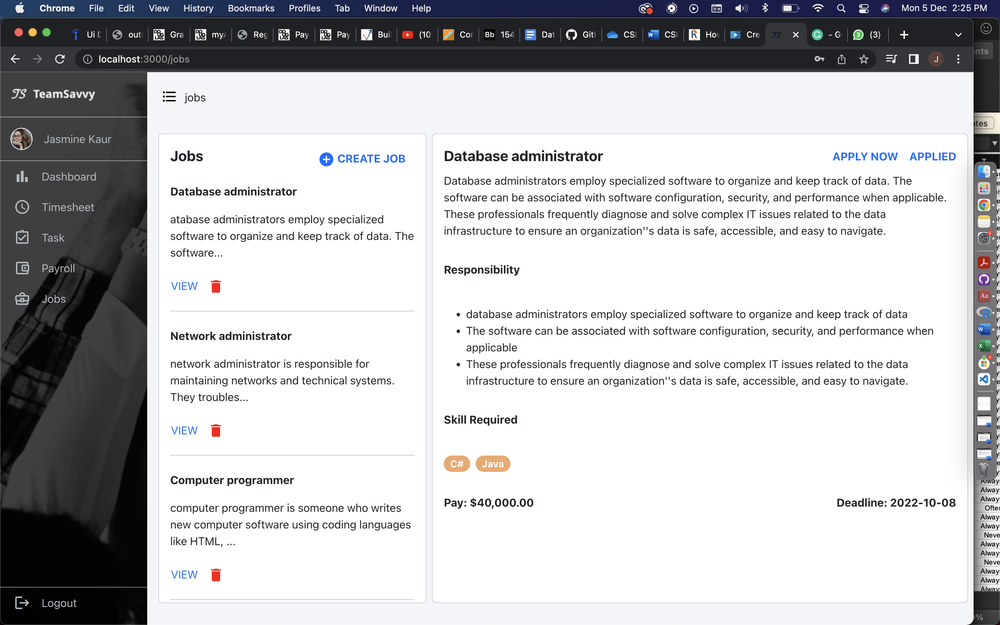 Chrome File Edit View History Bookmarks Profiles Tab Window Help Mon 5 Dec 2:25 PM
Ui D outl Gra my Reg Pay Pay Buil (10 Cor Bb 154 Dat Git CSI CSI Hov Cre TS - G 3 (3)
localhost:3000/jobs J
TS TeamSavvy
Jasmine Kaur
Dashboard
Timesheet
Task
Payroll
Jobs
Logout
jobs
Jobs
CREATE JOB
Database administrator
atabase administrators employ specialized
software to organize and keep track of data. The
software...
VIEW
Network administrator
network administrator is responsible for
maintaining networks and technical systems.
They troubles...
VIEW
Computer programmer
computer programmer is someone who writes
new computer software using coding languages
like HTML, ...
VIEW
Database administrator
APPLY NOW APPLIED
Database administrators employ specialized software to organize and keep track of data. The
software can be associated with software configuration, security, and performance when applicable.
These professionals frequently diagnose and solve complex IT issues related to the data
infrastructure to ensure an organization''s data is safe, accessible, and easy to navigate.
Responsibility
• database administrators employ specialized software to organize and keep track of data
• The software can be associated with software configuration, security, and performance when
applicable
• These professionals frequently diagnose and solve complex IT issues related to the data
infrastructure to ensure an organization''s data is safe, accessible, and easy to navigate.
Skill Required
C# Java
Pay: $40,000.00
Deadline: 2022-10-08
Always
Always
Often
Always
Always
Always
Always
Always
Always